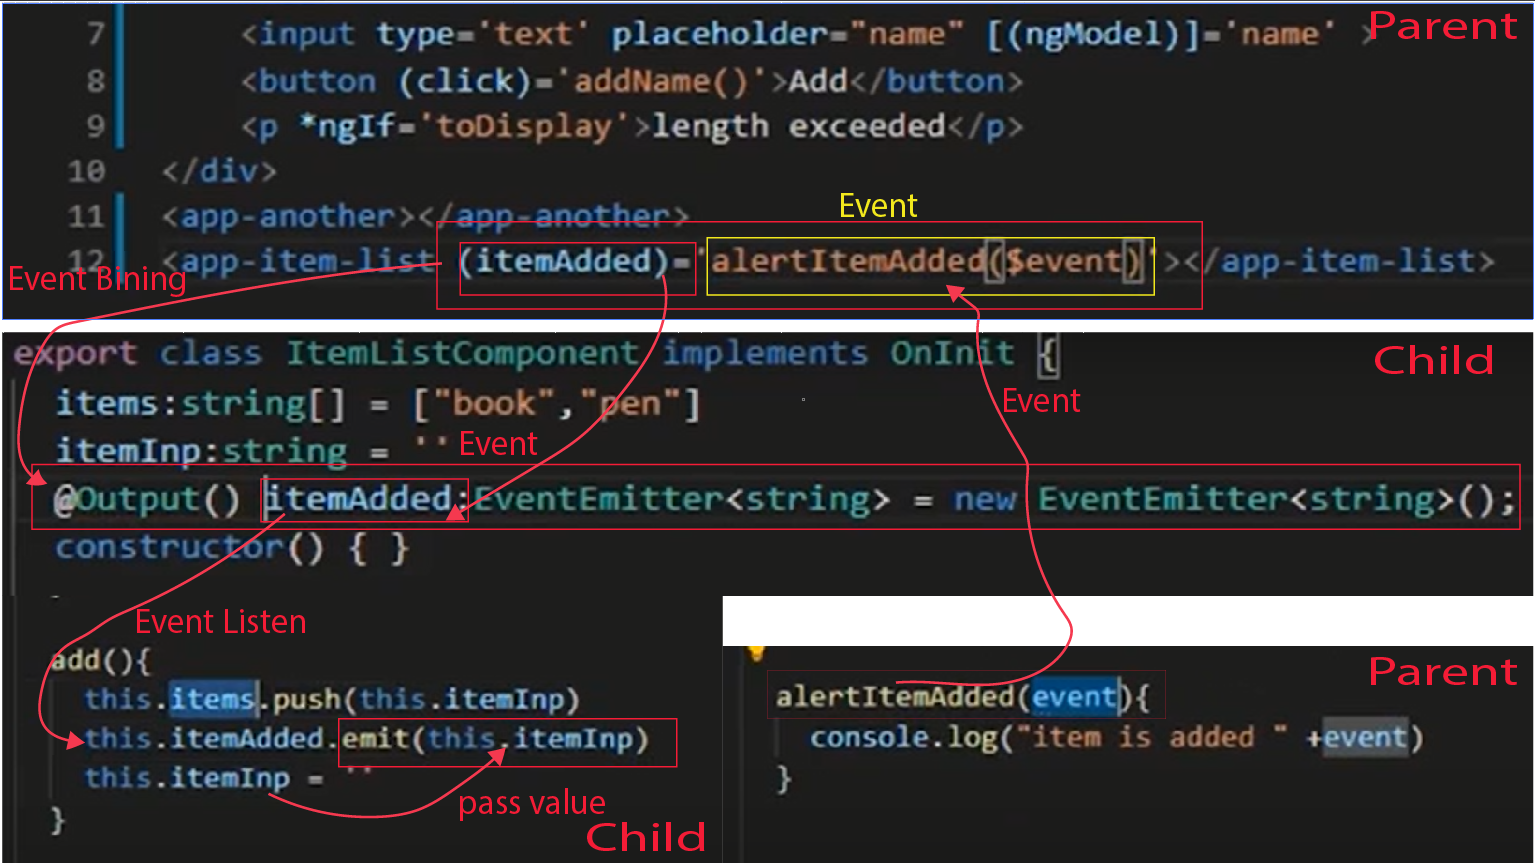 Parent
7 <input type='text' placeholder="name" [(ngModel)]='name' >
8 <button (click)='addName()'>Add</button>
9 <p *ngIf='toDisplay'>length exceeded</p>
10 </div>
11 <app-another></app-another>
Event
12 <app-item-list (itemAdded)='alertItemAdded($event)'></app-item-list>
Event Bining
export class ItemListComponent implements OnInit {
Child
items:string[] = ["book","pen"]
Event
itemInp:string = ''
Event
@Output() itemAdded:EventEmitter<string> = new EventEmitter<string>();
constructor() { }
Event Listen
add(){
this.items.push(this.itemInp)
this.itemAdded.emit(this.itemInp)
this.itemInp = ''
pass value
}
Child
Parent
alertItemAdded(event){
console.log("item is added " +event)
}